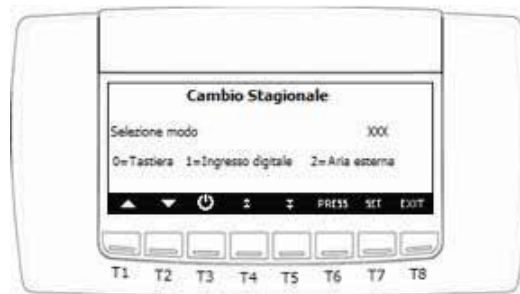 Cambio Stagionale
Selezione modo XXX
0=Tastiera 1=Ingresso digitale 2=Aria esterna
PRESS SET EXIT
T1 T2 T3 T4 T5 T6 T7 T8